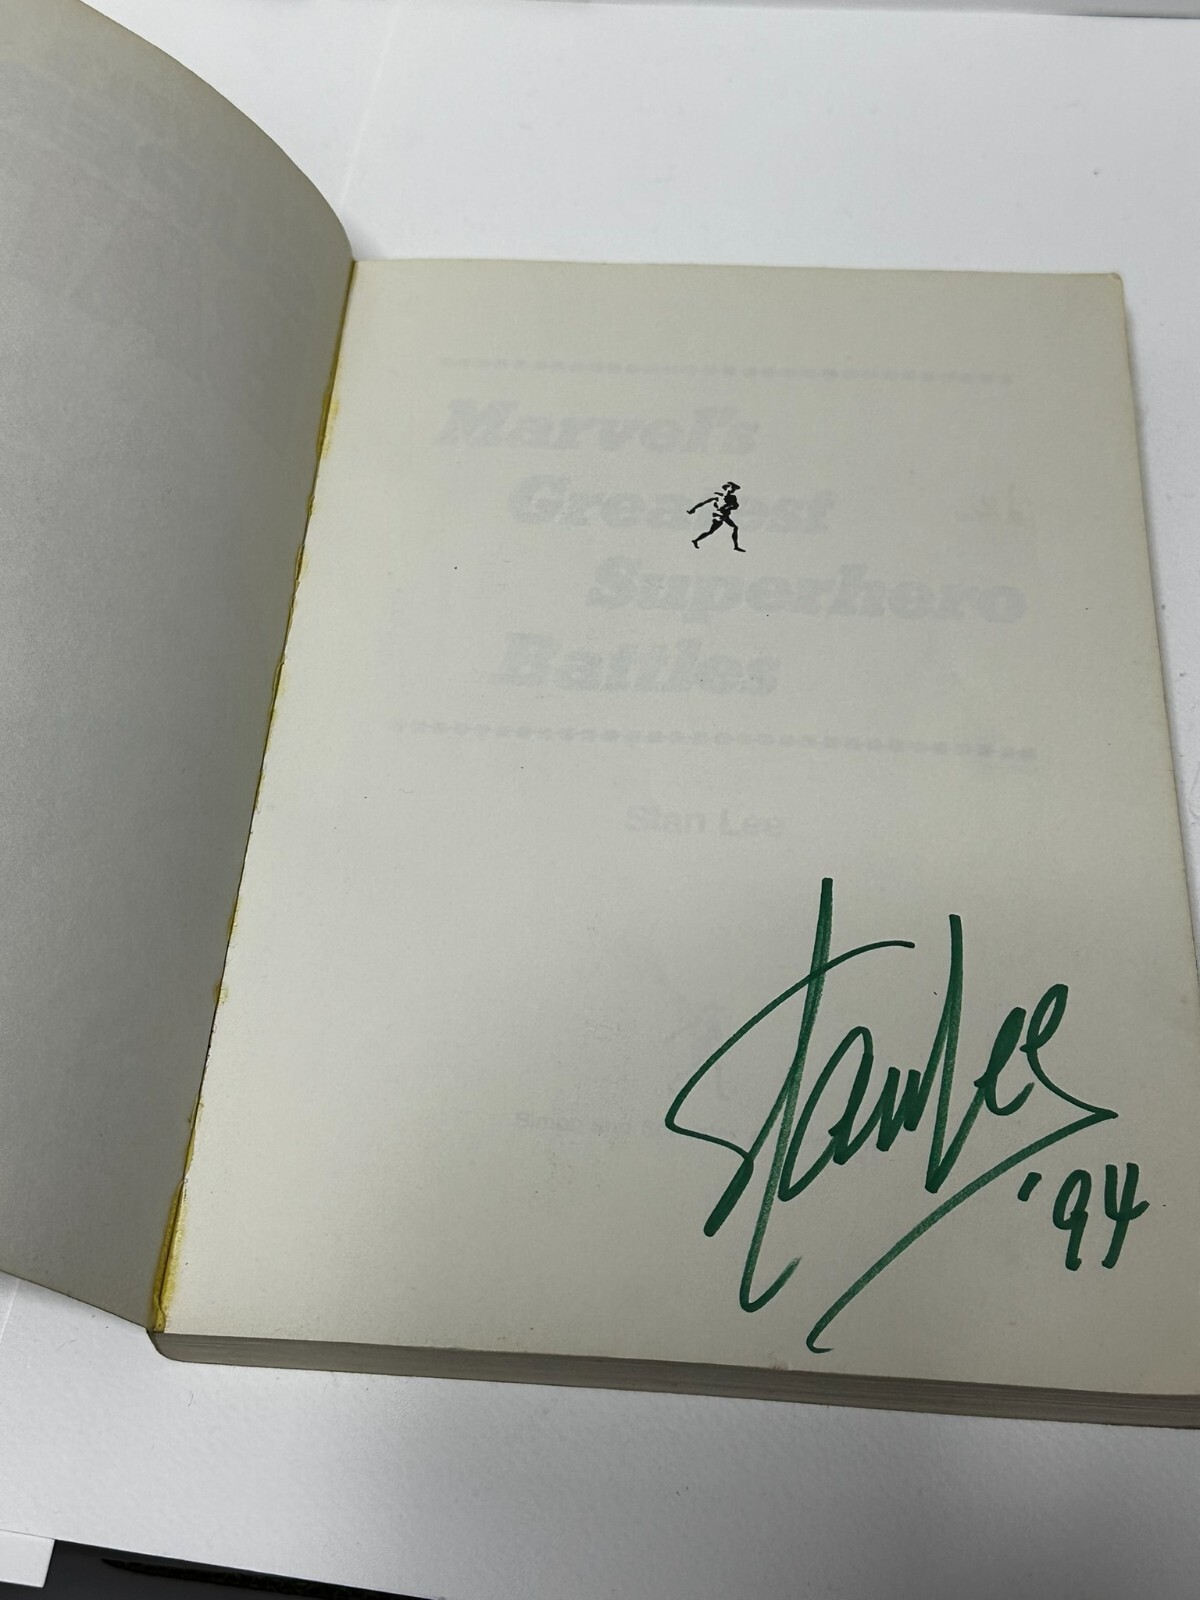 Marvel's
Greatest
Superhero
Battles
Stan Lee
Stan Lee
'94